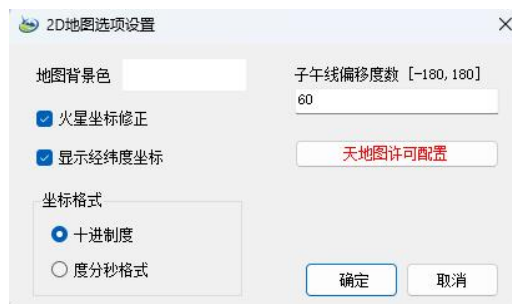 2D地图选项设置
地图背景色
子午线偏移度数 [-180,180]
60
火星坐标修正
显示经纬度坐标
天地图许可配置
坐标格式
十进制度
度分秒格式
确定
取消